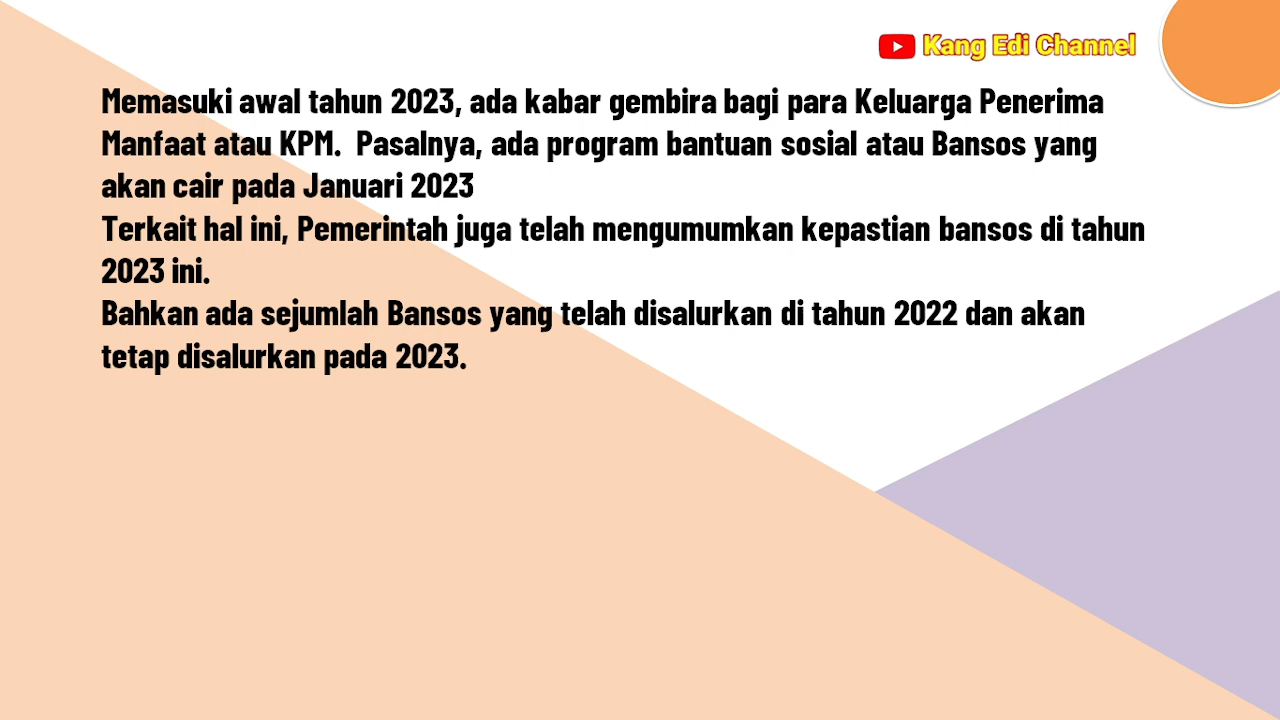 Kang Edi Channel
Memasuki awal tahun 2023, ada kabar gembira bagi para Keluarga Penerima
Manfaat atau KPM.  Pasalnya, ada program bantuan sosial atau Bansos yang
akan cair pada Januari 2023
Terkait hal ini, Pemerintah juga telah mengumumkan kepastian bansos di tahun
2023 ini.
Bahkan ada sejumlah Bansos yang telah disalurkan di tahun 2022 dan akan
tetap disalurkan pada 2023.